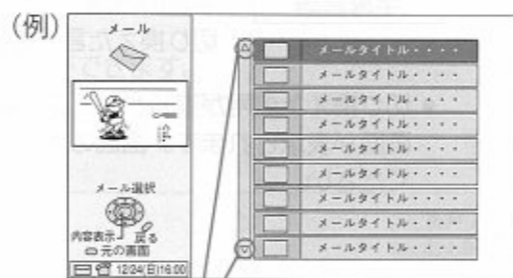 (例)
メール
メール選択
内容表示 戻る
元の画面
12/24(日)16:00
メールタイトル・・・・
メールタイトル・・・・
メールタイトル・・・・
メールタイトル・・・・
メールタイトル・・・・
メールタイトル・・・・
メールタイトル・・・・
メールタイトル・・・・
メールタイトル・・・・